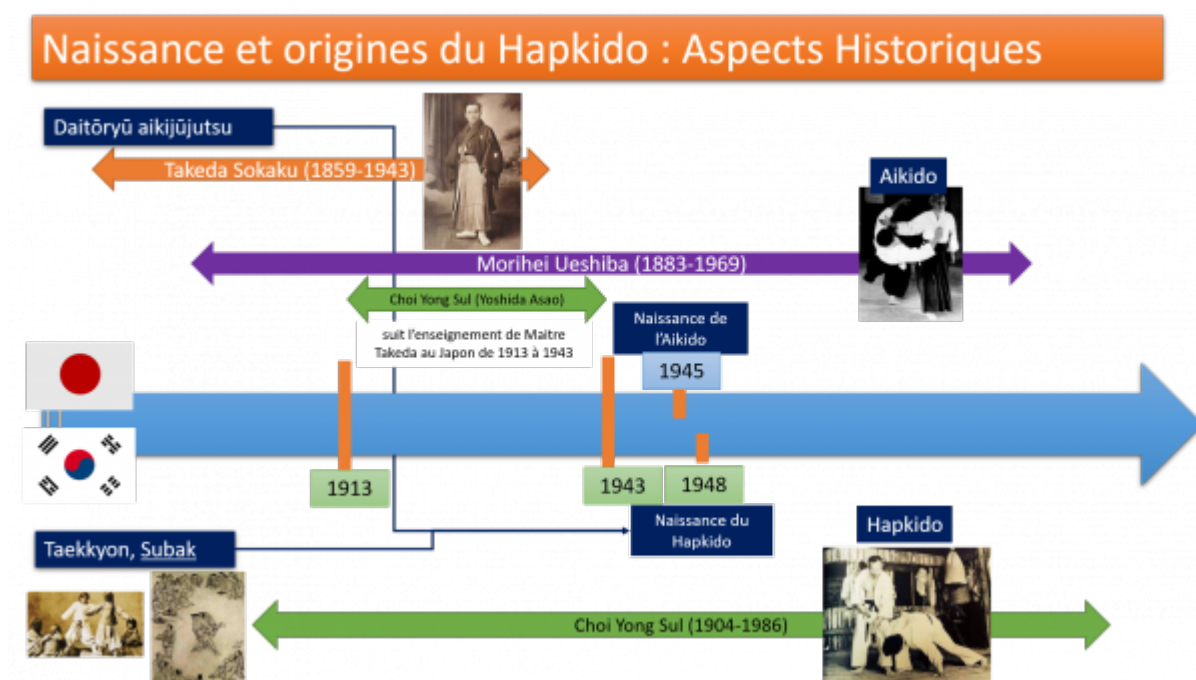 Naissance et origines du Hapkido : Aspects Historiques
Daitōryū aikijūjutsu
Takeda Sokaku (1859-1943)
Aikido
Morihei Ueshiba (1883-1969)
Choi Yong Sul (Yoshida Asao)
suit l'enseignement de Maitre
Takeda au Japon de 1913 à 1943
Naissance de
l'Aikido
1945
1913
1943
1948
Naissance du
Hapkido
Taekkyon, Subak
Hapkido
Choi Yong Sul (1904-1986)